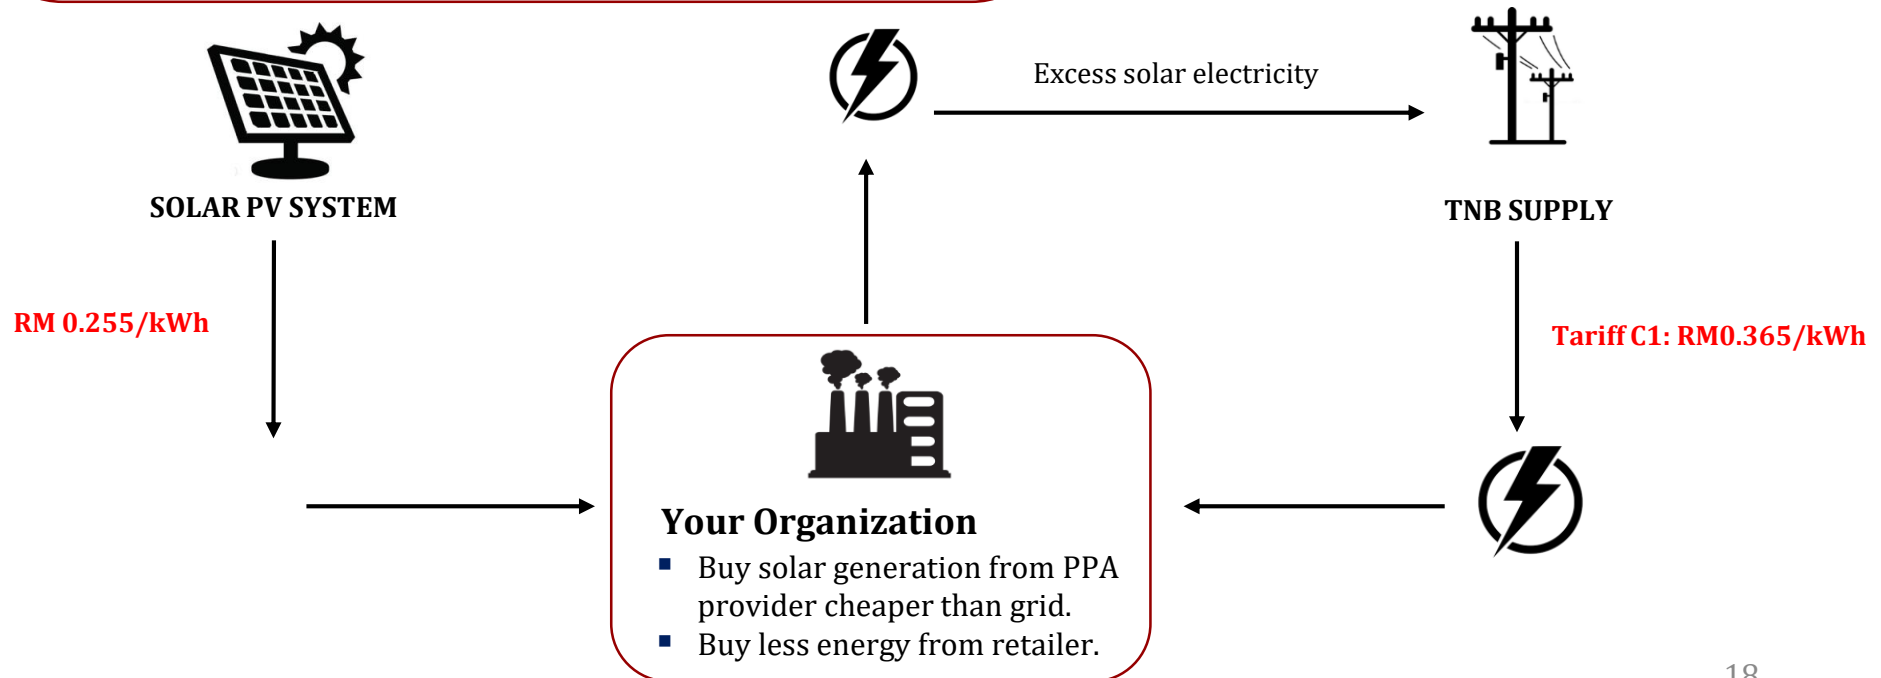 Excess solar electricity
SOLAR PV SYSTEM
TNB SUPPLY
RM 0.255/kWh
Tariff C1: RM0.365/kWh
Your Organization
▪ Buy solar generation from PPA
provider cheaper than grid.
▪ Buy less energy from retailer.
18